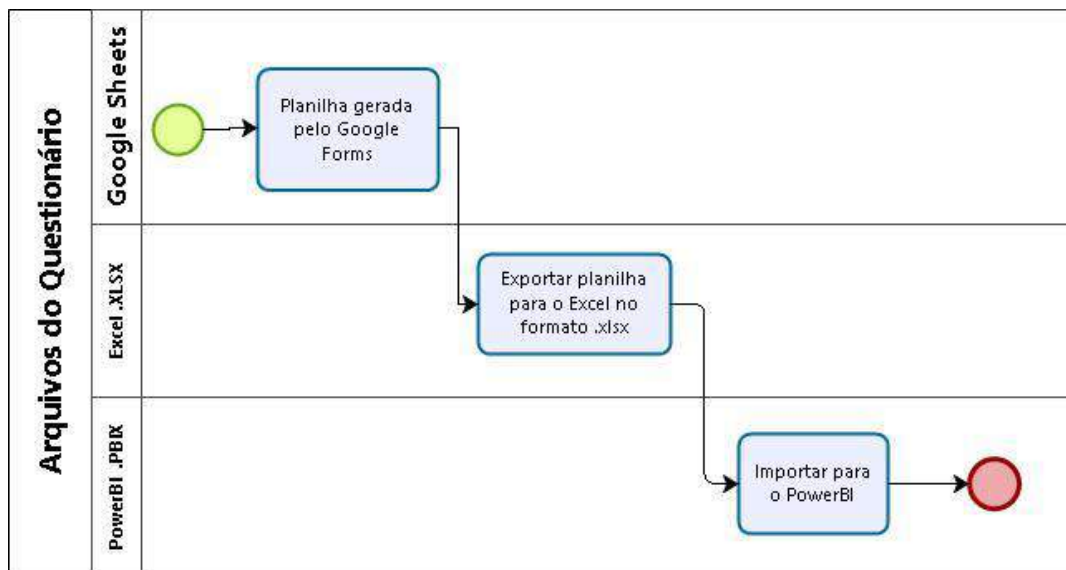 Arquivos do Questionário
Google Sheets
Planilha gerada
pelo Google
Forms
Excel .XLSX
Exportar planilha
para o Excel no
formato .xlsx
PowerBI .PBIX
Importar para
o PowerBI